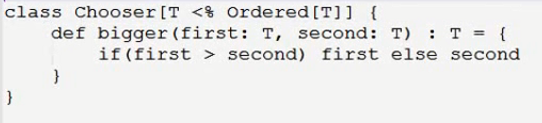 class Chooser[T <% Ordered[T]] {
    def bigger(first: T, second: T) : T = {
        if(first > second) first else second
    }
}